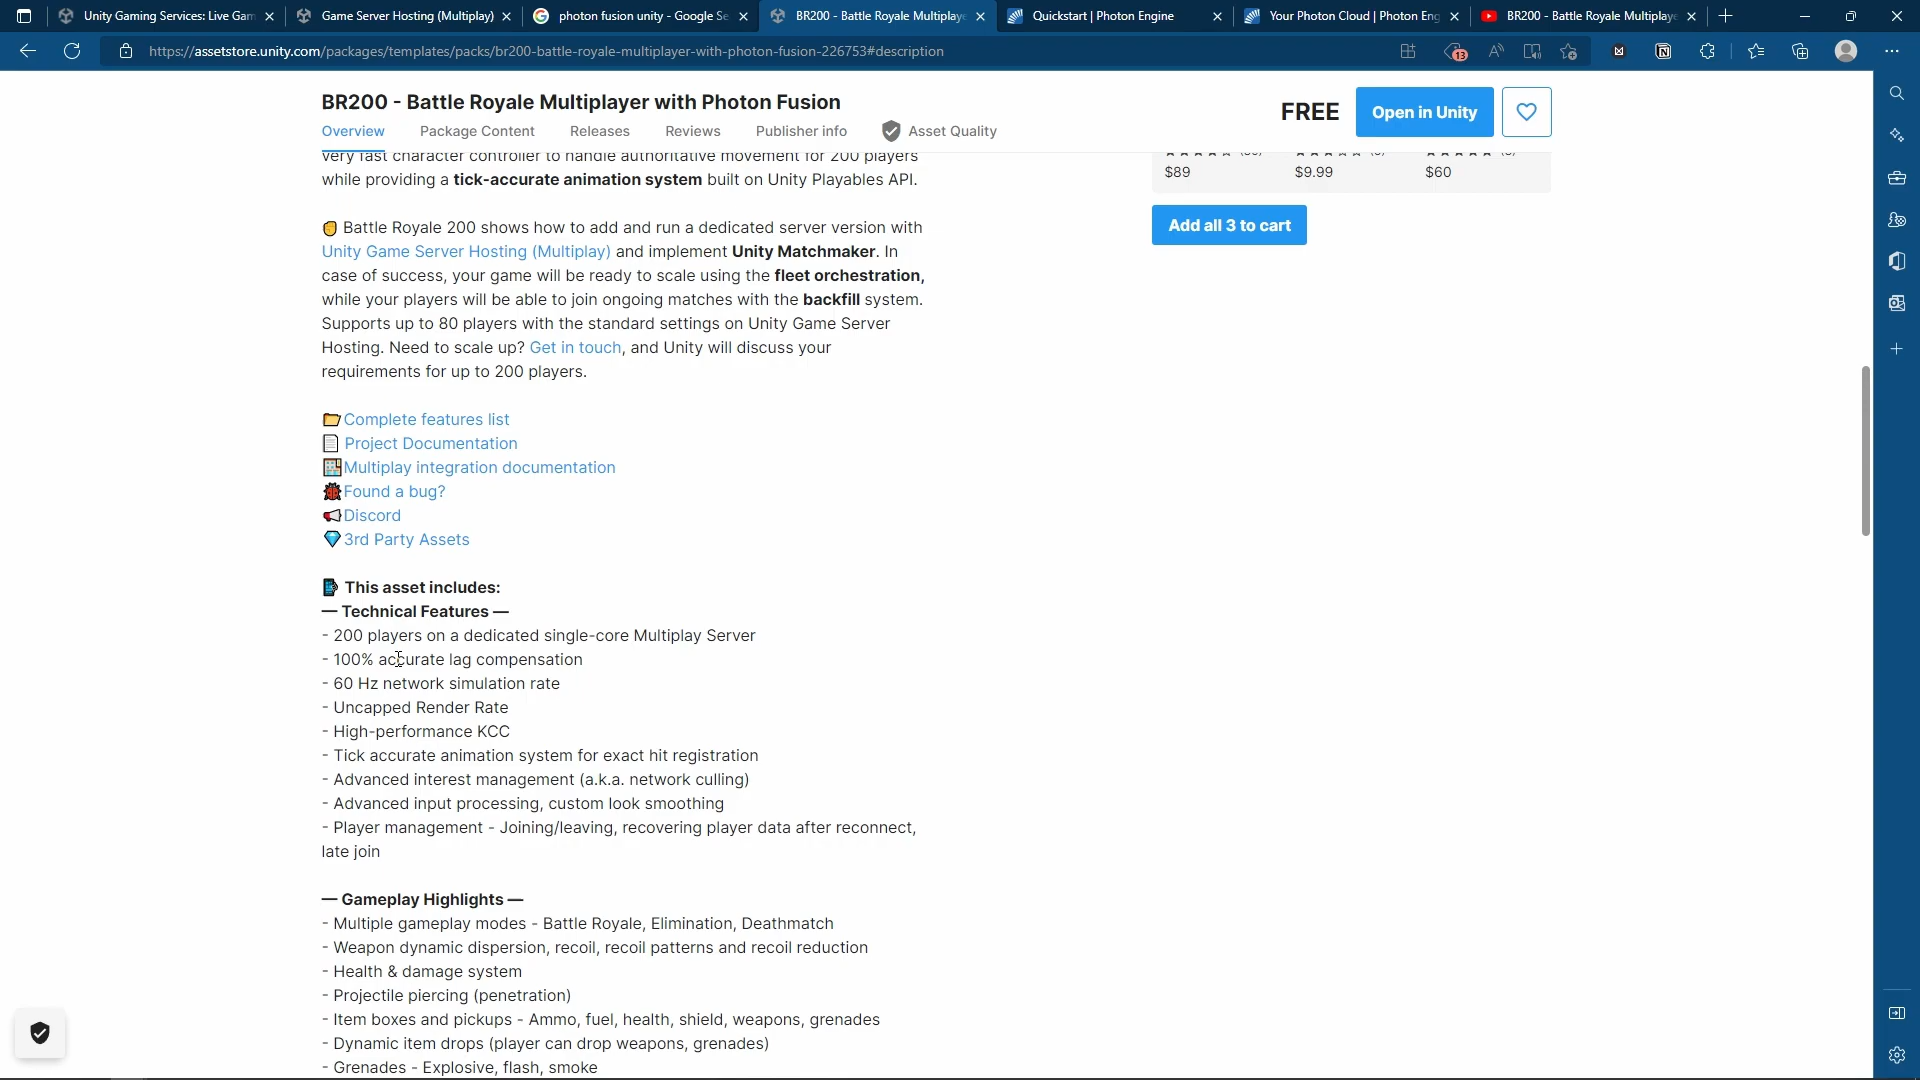 Unity Gaming Services: Live Gam
Game Server Hosting (Multiplay)
photon fusion unity - Google Se
BR200 - Battle Royale Multiplaye
Quickstart | Photon Engine
Your Photon Cloud | Photon Eng
BR200 - Battle Royale Multiplaye
https://assetstore.unity.com/packages/templates/packs/br200-battle-royale-multiplayer-with-photon-fusion-226753#description
13
BR200 - Battle Royale Multiplayer with Photon Fusion
FREE
Open in Unity
Overview
Package Content
Releases
Reviews
Publisher info
Asset Quality
very fast character controller to handle authoritative movement for 200 players
while providing a tick-accurate animation system built on Unity Playables API.
$89
$9.99
$60
Add all 3 to cart
✊ Battle Royale 200 shows how to add and run a dedicated server version with
Unity Game Server Hosting (Multiplay) and implement Unity Matchmaker. In
case of success, your game will be ready to scale using the fleet orchestration,
while your players will be able to join ongoing matches with the backfill system.
Supports up to 80 players with the standard settings on Unity Game Server
Hosting. Need to scale up? Get in touch, and Unity will discuss your
requirements for up to 200 players.
Complete features list
Project Documentation
Multiplay integration documentation
Found a bug?
Discord
3rd Party Assets
This asset includes:
— Technical Features —
- 200 players on a dedicated single-core Multiplay Server
- 100% accurate lag compensation
- 60 Hz network simulation rate
- Uncapped Render Rate
- High-performance KCC
- Tick accurate animation system for exact hit registration
- Advanced interest management (a.k.a. network culling)
- Advanced input processing, custom look smoothing
- Player management - Joining/leaving, recovering player data after reconnect,
late join
— Gameplay Highlights —
- Multiple gameplay modes - Battle Royale, Elimination, Deathmatch
- Weapon dynamic dispersion, recoil, recoil patterns and recoil reduction
- Health & damage system
- Projectile piercing (penetration)
- Item boxes and pickups - Ammo, fuel, health, shield, weapons, grenades
- Dynamic item drops (player can drop weapons, grenades)
- Grenades - Explosive, flash, smoke